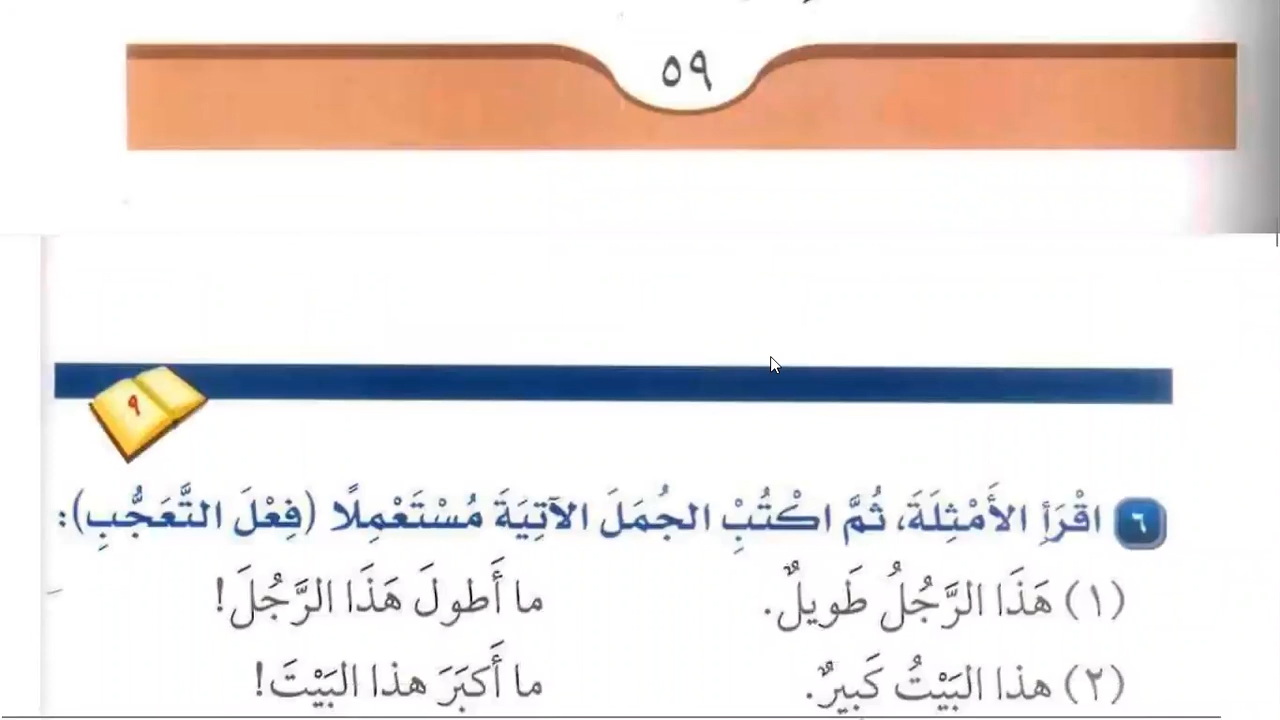 ٥٩
٩
٦ اقْرَأِ الأَمْثِلَةَ، ثُمَّ اكْتُبْ الجُمَلَ الآتِيَةَ مُسْتَعْمِلًا (فِعْلَ التَّعَجُّبِ):
(١) هَذَا الرَّجُلُ طَوِيلٌ. ما أَطولَ هَذَا الرَّجُلَ!
(٢) هذا البَيْتُ كَبِيرٌ. ما أَكبَرَ هذا البَيْتَ!